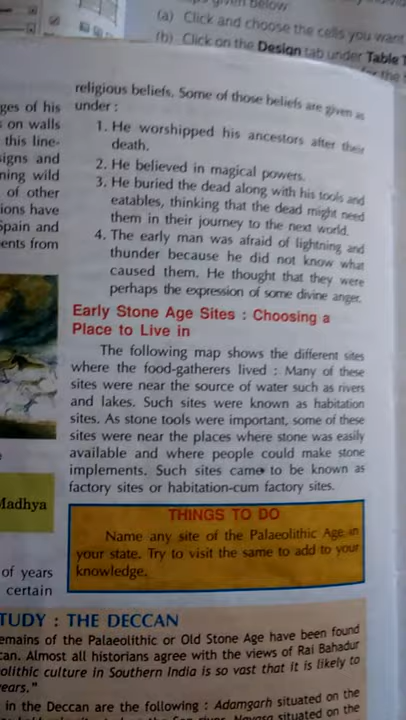 given below
(a) Click and choose the cells you want
(b) Click on the Design tab under Table
for the
ges of his
on walls
this line-
signs and
ning wild
of other
ions have
Spain and
ents from
Madhya
of years
certain
religious beliefs. Some of those beliefs are given as
under :
1. He worshipped his ancestors after their
death.
2. He believed in magical powers.
3. He buried the dead along with his tools and
eatables, thinking that the dead might need
them in their journey to the next world.
4. The early man was afraid of lightning and
thunder because he did not know what
caused them. He thought that they were
perhaps the expression of some divine anger.
Early Stone Age Sites : Choosing a
Place to Live in
The following map shows the different sites
where the food-gatherers lived : Many of these
sites were near the source of water such as rivers
and lakes. Such sites were known as habitation
sites. As stone tools were important, some of these
sites were near the places where stone was easily
available and where people could make stone
implements. Such sites came to be known as
factory sites or habitation-cum factory sites.
THINGS TO DO
Name any site of the Palaeolithic Age in
your state. Try to visit the same to add to your
knowledge.
TUDY : THE DECCAN
emains of the Palaeolithic or Old Stone Age have been found
can. Almost all historians agree with the views of Rai Bahadur
olithic culture in Southern India is so vast that it is likely to
ears."
in the Deccan are the following : Adamgarh situated on the
situated on the